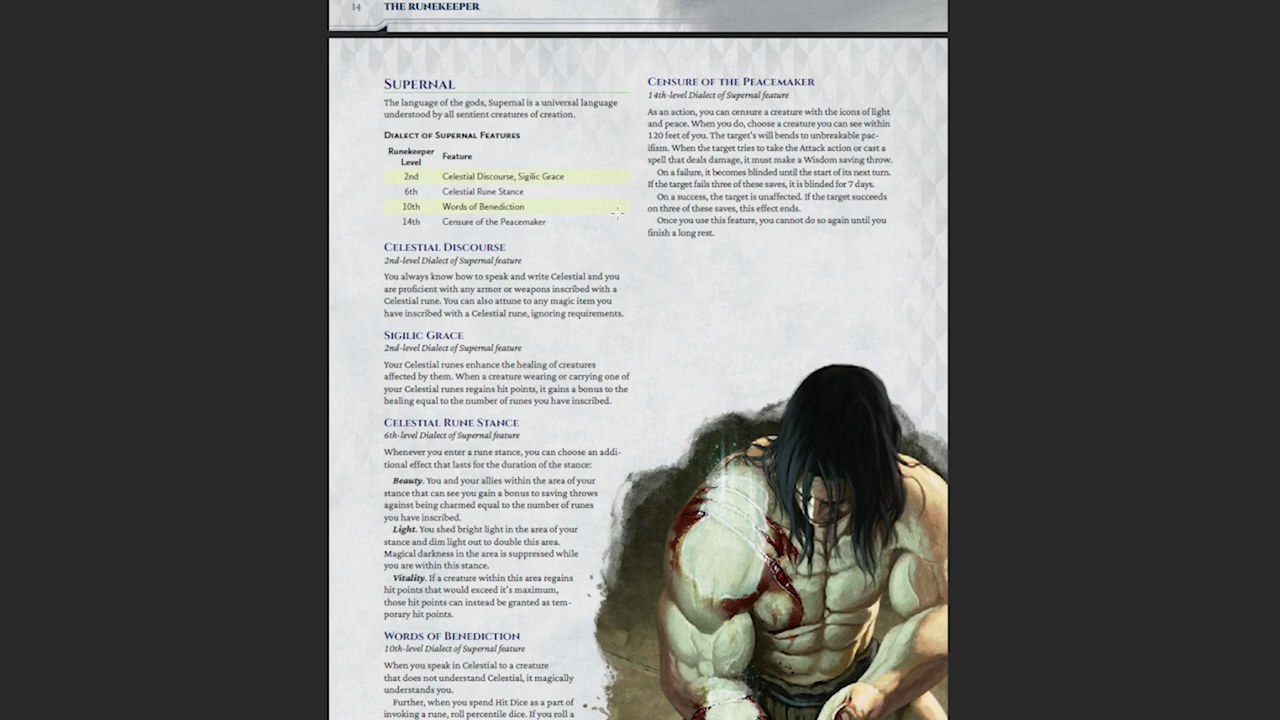 14 THE RUNEKEEPER
SUPERNAL
The language of the gods, Supernal is a universal language
understood by all sentient creatures of creation.
DIALECT OF SUPERNAL FEATURES
Runekeeper Level Feature
2nd Celestial Discourse, Sigilic Grace
6th Celestial Rune Stance
10th Words of Benediction
14th Censure of the Peacemaker
CELESTIAL DISCOURSE
2nd-level Dialect of Supernal feature
You always know how to speak and write Celestial and you
are proficient with any armor or weapons inscribed with a
Celestial rune. You can also attune to any magic item you
have inscribed with a Celestial rune, ignoring requirements.
SIGILIC GRACE
2nd-level Dialect of Supernal feature
Your Celestial runes enhance the healing of creatures
affected by them. When a creature wearing or carrying one of
your Celestial runes regains hit points, it gains a bonus to the
healing equal to the number of runes you have inscribed.
CELESTIAL RUNE STANCE
6th-level Dialect of Supernal feature
Whenever you enter a rune stance, you can choose an addi-
tional effect that lasts for the duration of the stance:
Beauty. You and your allies within the area of your
stance that can see you gain a bonus to saving throws
against being charmed equal to the number of runes
you have inscribed.
Light. You shed bright light in the area of your
stance and dim light out to double this area.
Magical darkness in the area is suppressed while
you are within this stance.
Vitality. If a creature within this area regains
hit points that would exceed it's maximum,
those hit points can instead be granted as tem-
porary hit points.
WORDS OF BENEDICTION
10th-level Dialect of Supernal feature
When you speak in Celestial to a creature
that does not understand Celestial, it magically
understands you.
Further, when you spend Hit Dice as a part of
invoking a rune, roll percentile dice. If you roll a
CENSURE OF THE PEACEMAKER
14th-level Dialect of Supernal feature
As an action, you can censure a creature with the icons of light
and peace. When you do, choose a creature you can see within
120 feet of you. The target's will bends to unbreakable pac-
ifism. When the target tries to take the Attack action or cast a
spell that deals damage, it must make a Wisdom saving throw.
On a failure, it becomes blinded until the start of its next turn.
If the target fails three of these saves, it is blinded for 7 days.
On a success, the target is unaffected. If the target succeeds
on three of these saves, this effect ends.
Once you use this feature, you cannot do so again until you
finish a long rest.